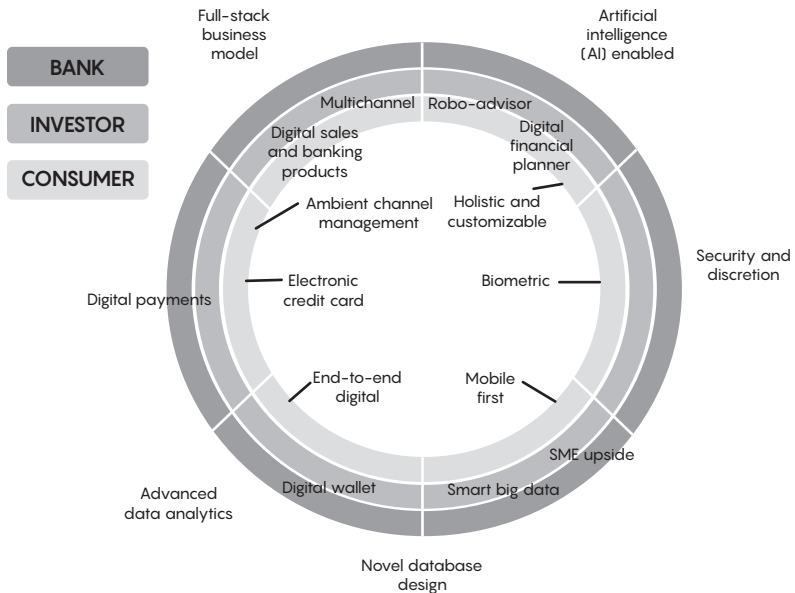 Full-stack
business
model
Artificial
intelligence
(AI) enabled
BANK
INVESTOR
CONSUMER
Multichannel
Robo-advisor
Digital sales
and banking
products
Digital
financial
planner
Ambient channel
management
Holistic and
customizable
Security and
discretion
Electronic
credit card
Biometric
Digital payments
End-to-end
digital
Mobile
first
SME upside
Digital wallet
Smart big data
Advanced
data analytics
Novel database
design